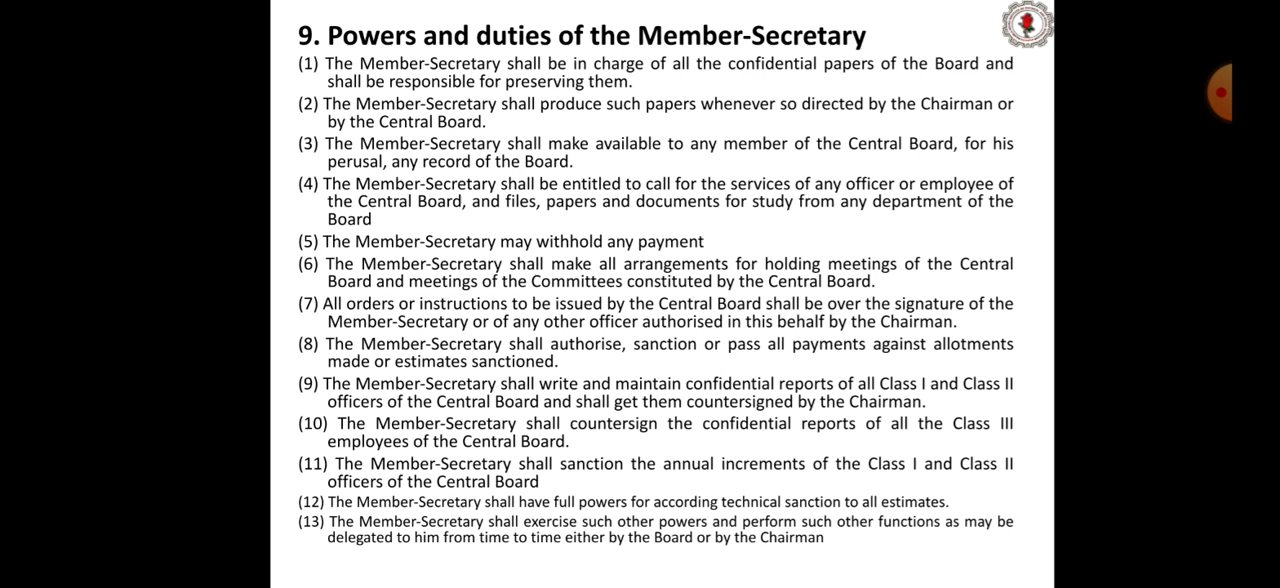 9. Powers and duties of the Member-Secretary
(1) The Member-Secretary shall be in charge of all the confidential papers of the Board and
shall be responsible for preserving them.
(2) The Member-Secretary shall produce such papers whenever so directed by the Chairman or
by the Central Board.
(3) The Member-Secretary shall make available to any member of the Central Board, for his
perusal, any record of the Board.
(4) The Member-Secretary shall be entitled to call for the services of any officer or employee of
the Central Board, and files, papers and documents for study from any department of the
Board
(5) The Member-Secretary may withhold any payment
(6) The Member-Secretary shall make all arrangements for holding meetings of the Central
Board and meetings of the Committees constituted by the Central Board.
(7) All orders or instructions to be issued by the Central Board shall be over the signature of the
Member-Secretary or of any other officer authorised in this behalf by the Chairman.
(8) The Member-Secretary shall authorise, sanction or pass all payments against allotments
made or estimates sanctioned.
(9) The Member-Secretary shall write and maintain confidential reports of all Class I and Class II
officers of the Central Board and shall get them countersigned by the Chairman.
(10) The Member-Secretary shall countersign the confidential reports of all the Class III
employees of the Central Board.
(11) The Member-Secretary shall sanction the annual increments of the Class I and Class II
officers of the Central Board
(12) The Member-Secretary shall have full powers for according technical sanction to all estimates.
(13) The Member-Secretary shall exercise such other powers and perform such other functions as may be
delegated to him from time to time either by the Board or by the Chairman